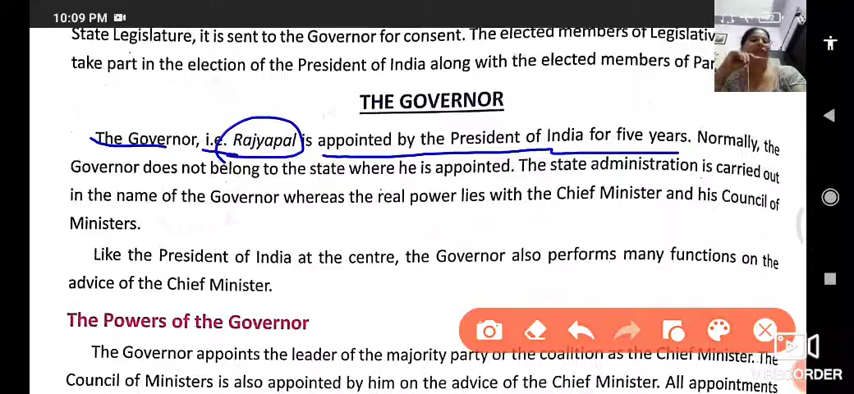 10:09 PM
State Legislature, it is sent to the Governor for consent. The elected members of Legislativ
take part in the election of the President of India along with the elected members of Par
THE GOVERNOR
The Governor, i.e. Rajyapal is appointed by the President of India for five years. Normally, the
Governor does not belong to the state where he is appointed. The state administration is carried out
in the name of the Governor whereas the real power lies with the Chief Minister and his Council of
Ministers.
Like the President of India at the centre, the Governor also performs many functions on the
advice of the Chief Minister.
The Powers of the Governor
The Governor appoints the leader of the majority party or the coalition as the Chief Minister. The
Council of Ministers is also appointed by him on the advice of the Chief Minister. All appointments